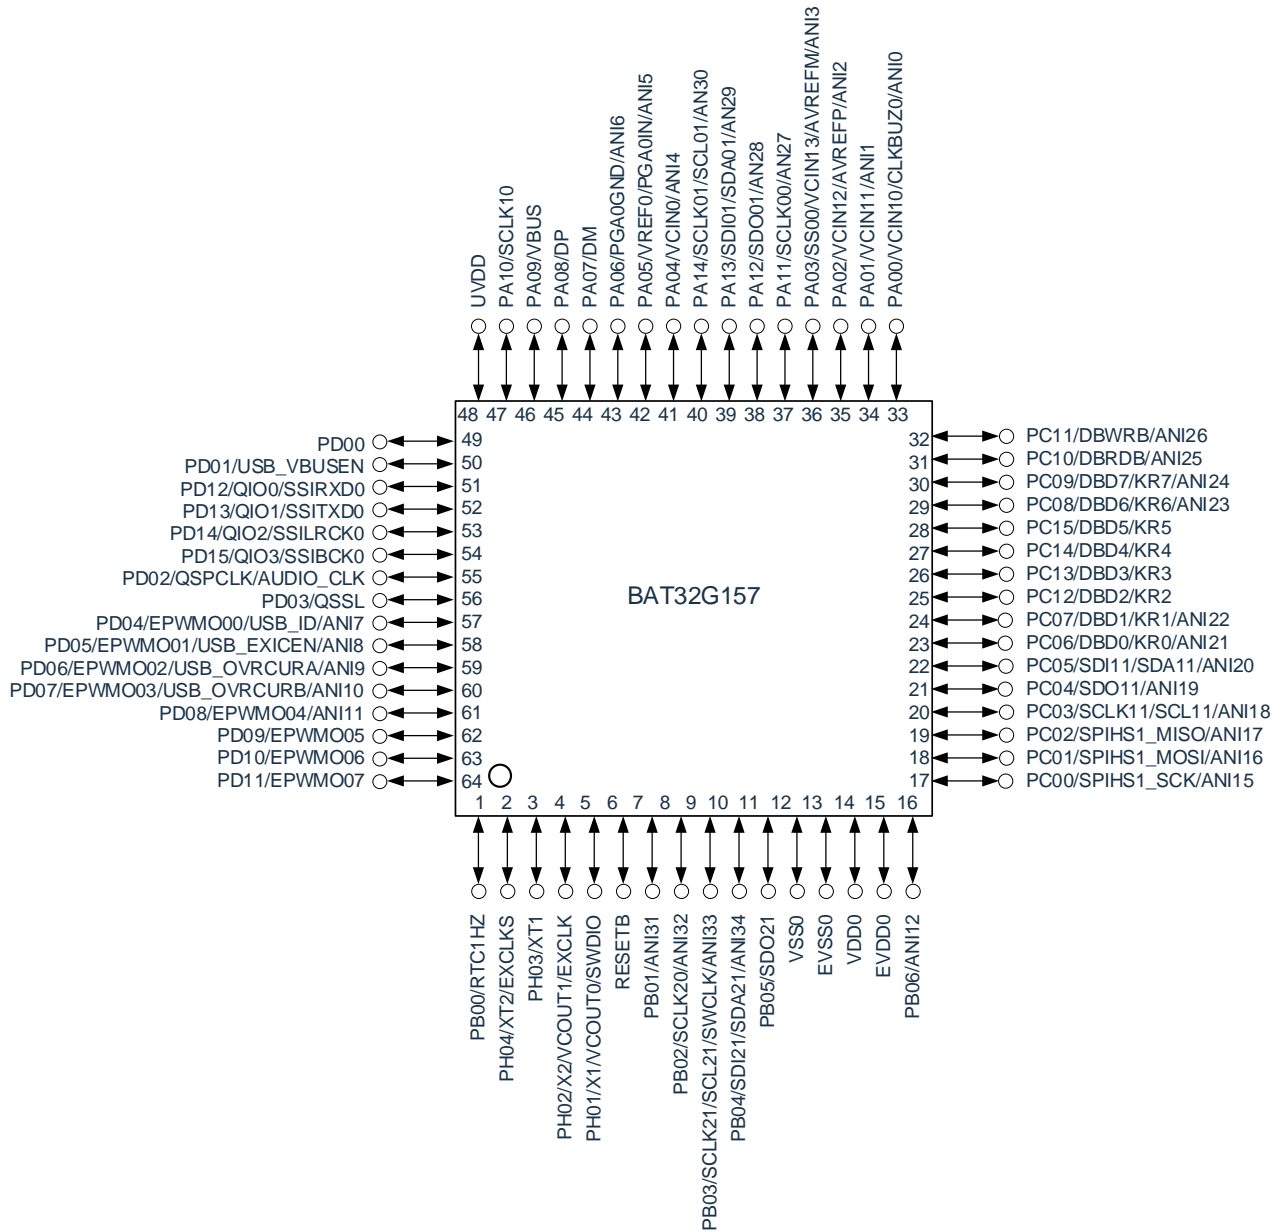 UVDD
PA10/SCLK10
PA09/VBUS
PA08/DP
PA07/DM
PA06/PGA0GND/ANI6
PA05/VREF0/PGA0IN/ANI5
PA04/VCIN0/ANI4
PA14/SCLK01/SCL01/AN30
PA13/SDI01/SDA01/AN29
PA12/SDO01/AN28
PA11/SCLK00/AN27
PA03/SS00/VCIN13/AVREFM/ANI3
PA02/VCIN12/AVREFP/ANI2
PA01/VCIN11/ANI1
PA00/VCIN10/CLKBUZ0/ANI0
48 47 46 45 44 43 42 41 40 39 38 37 36 35 34 33
PD00 49
PD01/USB_VBUSEN 50
PD12/QIO0/SSIRXD0 51
PD13/QIO1/SSITXD0 52
PD14/QIO2/SSILRCK0 53
PD15/QIO3/SSIBCK0 54
PD02/QSPCLK/AUDIO_CLK 55
PD03/QSSL 56
PD04/EPWMO00/USB_ID/ANI7 57
PD05/EPWMO01/USB_EXICEN/ANI8 58
PD06/EPWMO02/USB_OVRCURA/ANI9 59
PD07/EPWMO03/USB_OVRCURB/ANI10 60
PD08/EPWMO04/ANI11 61
PD09/EPWMO05 62
PD10/EPWMO06 63
PD11/EPWMO07 64
BAT32G157
32 PC11/DBWRB/ANI26
31 PC10/DBRDB/ANI25
30 PC09/DBD7/KR7/ANI24
29 PC08/DBD6/KR6/ANI23
28 PC15/DBD5/KR5
27 PC14/DBD4/KR4
26 PC13/DBD3/KR3
25 PC12/DBD2/KR2
24 PC07/DBD1/KR1/ANI22
23 PC06/DBD0/KR0/ANI21
22 PC05/SDI11/SDA11/ANI20
21 PC04/SDO11/ANI19
20 PC03/SCLK11/SCL11/ANI18
19 PC02/SPIHS1_MISO/ANI17
18 PC01/SPIHS1_MOSI/ANI16
17 PC00/SPIHS1_SCK/ANI15
1 2 3 4 5 6 7 8 9 10 11 12 13 14 15 16
PB00/RTC1HZ
PH04/XT2/EXCLKS
PH03/XT1
PH02/X2/VCOUT1/EXCLK
PH01/X1/VCOUT0/SWDIO
RESETB
PB01/ANI31
PB02/SCLK20/ANI32
PB03/SCLK21/SCL21/SWCLK/ANI33
PB04/SDI21/SDA21/ANI34
PB05/SDO21
VSS0
EVSS0
VDD0
EVDD0
PB06/ANI12